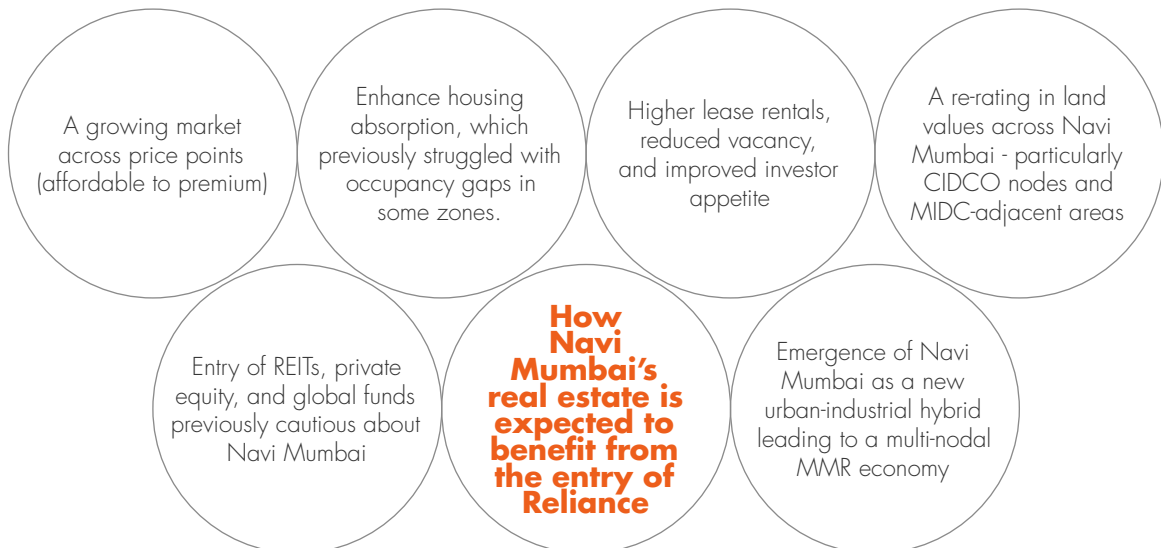 A growing market
across price points
(affordable to premium)
Enhance housing
absorption, which
previously struggled with
occupancy gaps in
some zones.
Higher lease rentals,
reduced vacancy,
and improved investor
appetite
A re-rating in land
values across Navi
Mumbai - particularly
CIDCO nodes and
MIDC-adjacent areas
Entry of REITs, private
equity, and global funds
previously cautious about
Navi Mumbai
How
Navi
Mumbai’s
real estate is
expected to
benefit from
the entry of
Reliance
Emergence of Navi
Mumbai as a new
urban-industrial hybrid
leading to a multi-nodal
MMR economy